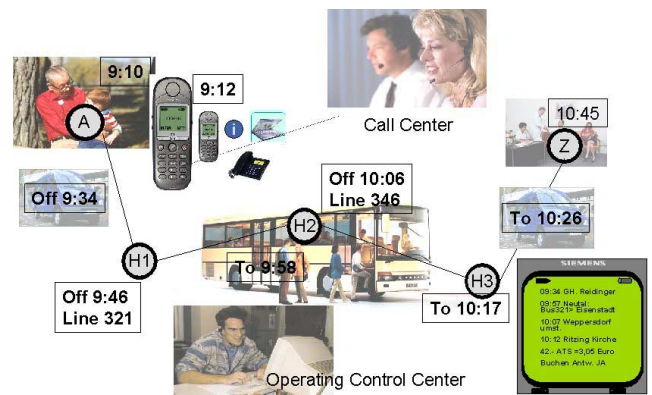 9:10
9:12
A
i
Call Center
10:45
Z
Off 9:34
Off 10:06
Line 346
H2
To 10:26
H1
To 9:58
H3
SIEMENS
Off 9:46
Line 321
To 10:17
09:34 GH. Reidinger
09:57 Neutal:
Bus321> Eisenstadt
10:07 Weppersdorf
umst.
10:12 Ritzing Kirche
42.- ATS =3,05 Euro
Buchen Antw. JA
Operating Control Center